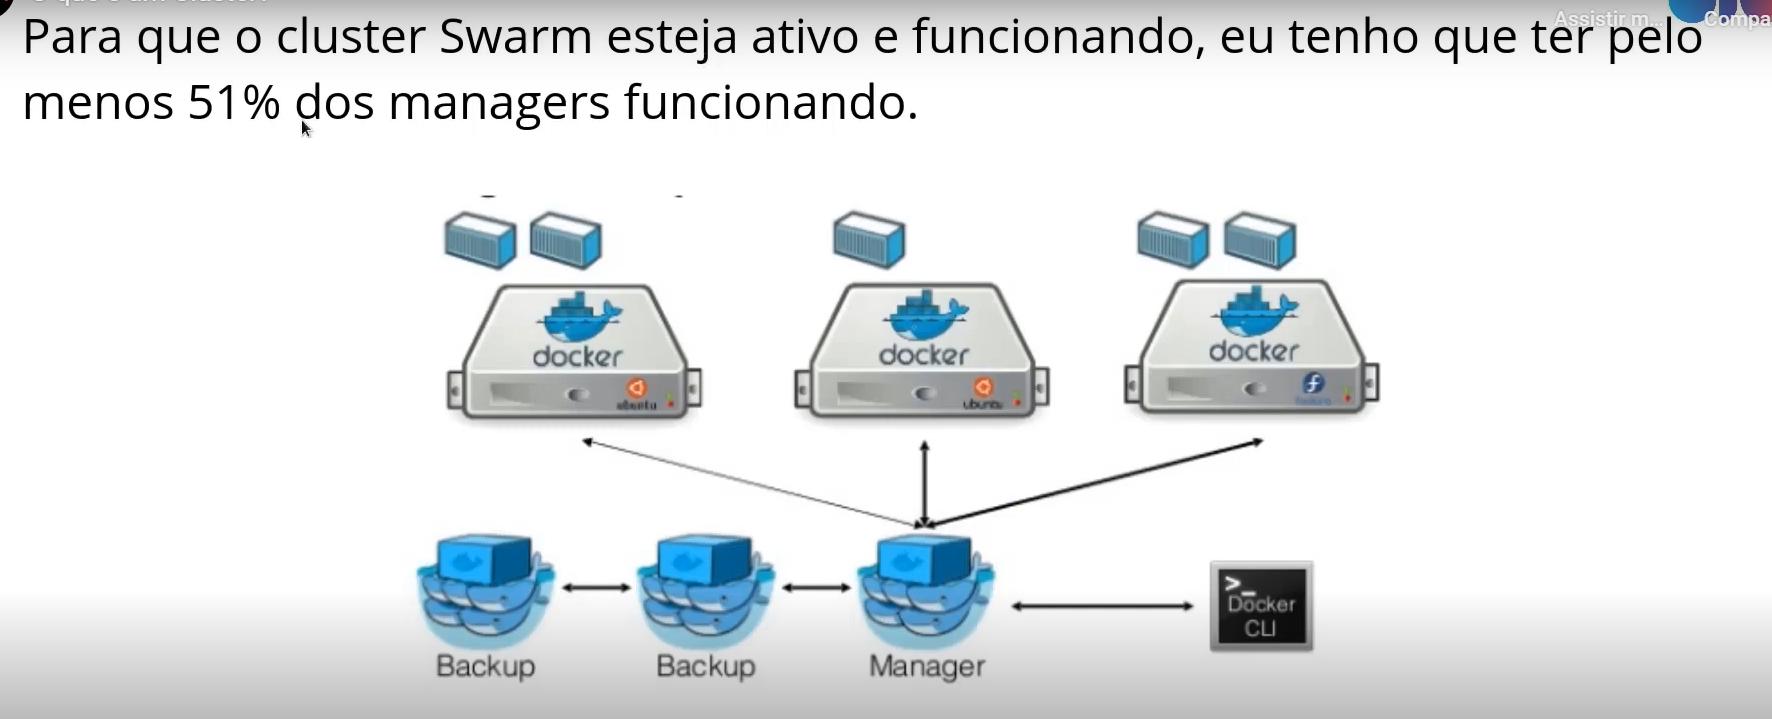 Assistir m...
Compa
Para que o cluster Swarm esteja ativo e funcionando, eu tenho que ter pelo
menos 51% dos managers funcionando.
docker
docker
docker
ubuntu
ubuntu
fedora
>_
Docker
CLI
Backup
Backup
Manager